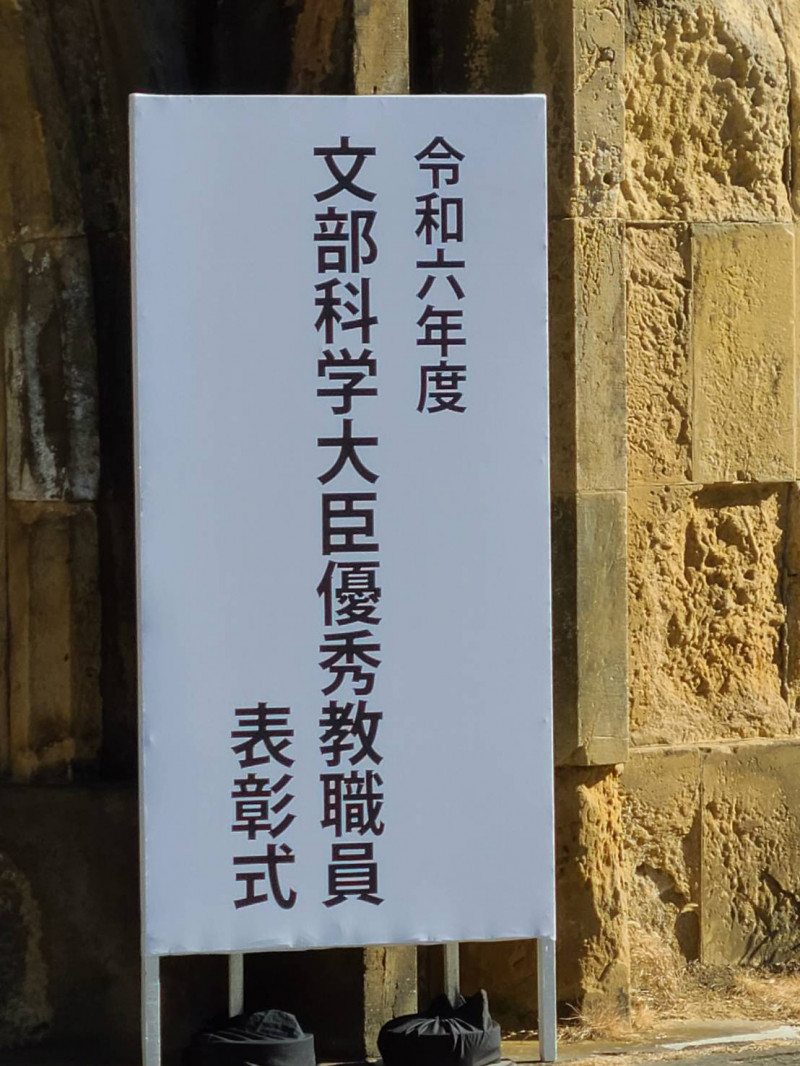 令和六年度
文部科学大臣優秀教職員
表彰式